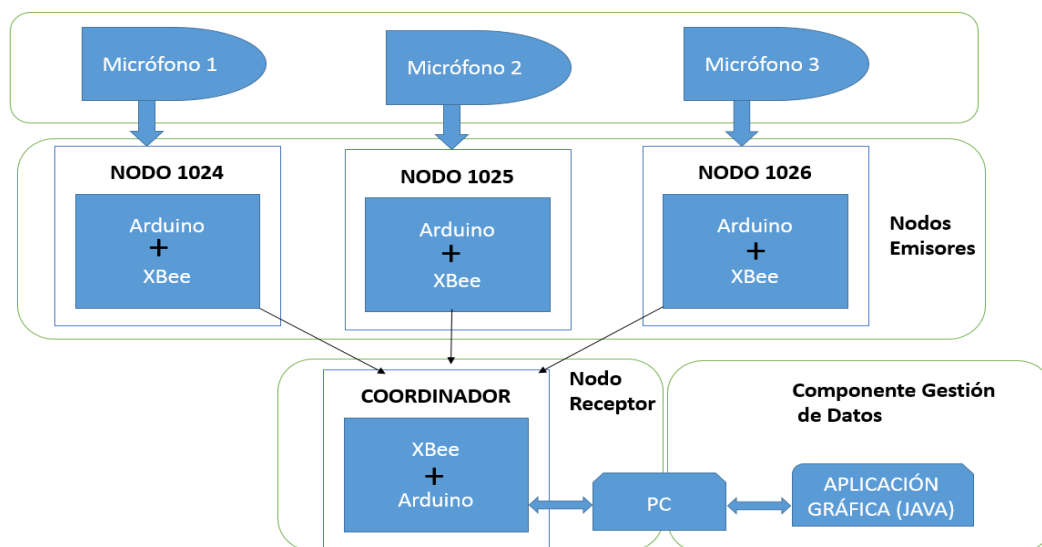 Micrófono 1
Micrófono 2
Micrófono 3
NODO 1024
Arduino
+
XBee
NODO 1025
Arduino
+
XBee
NODO 1026
Arduino
+
XBee
Nodos
Emisores
COORDINADOR
XBee
+
Arduino
Nodo
Receptor
PC
Componente Gestión
de Datos
APLICACIÓN
GRÁFICA (JAVA)